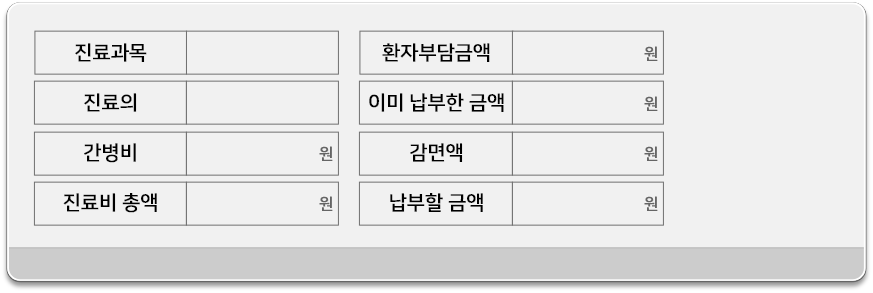 진료과목
환자부담금액 원
진료의
이미 납부한 금액 원
간병비 원
감면액 원
진료비 총액 원
납부할 금액 원